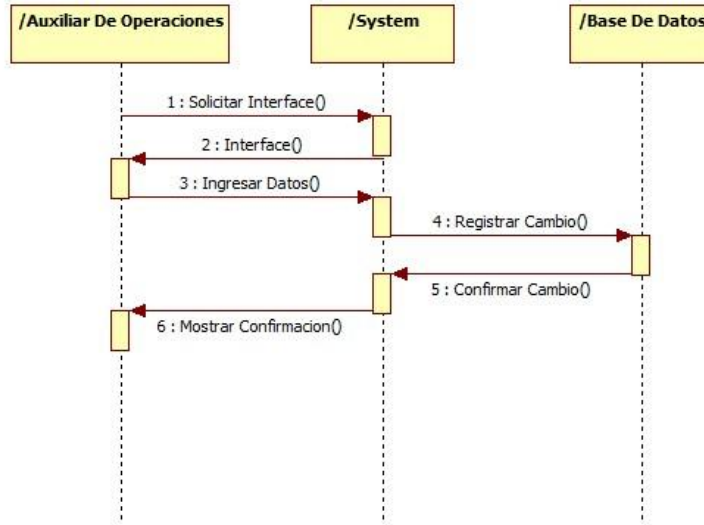 /Auxiliar De Operaciones
/System
/Base De Datos
1 : Solicitar Interface()
2 : Interface()
3 : Ingresar Datos()
4 : Registrar Cambio()
5 : Confirmar Cambio()
6 : Mostrar Confirmacion()